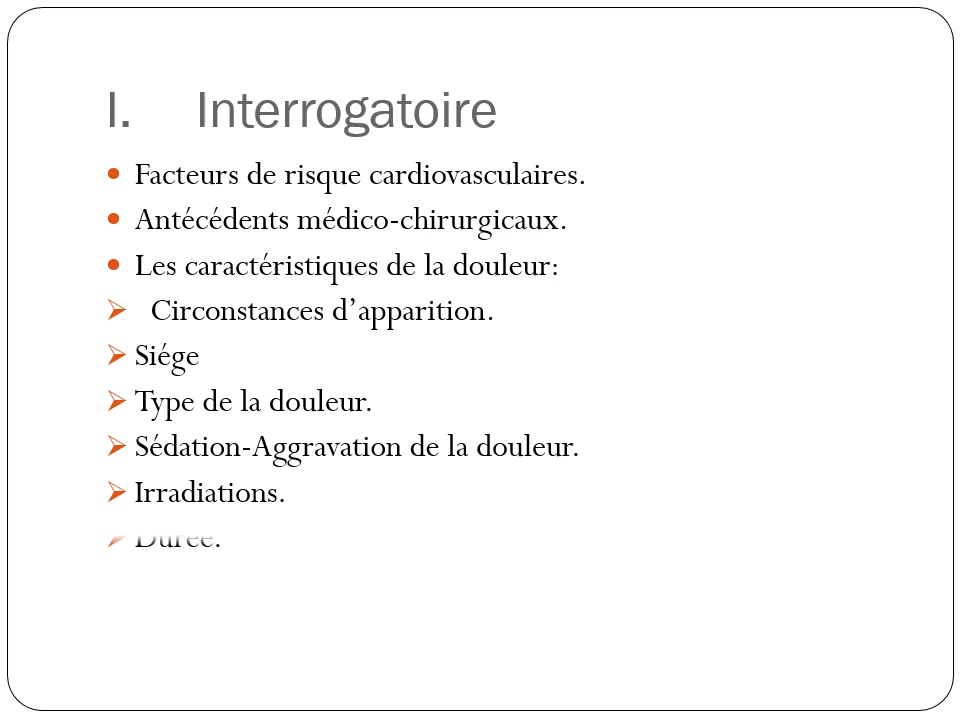 I. Interrogatoire
Facteurs de risque cardiovasculaires.
Antécédents médico-chirurgicaux.
Les caractéristiques de la douleur:
Circonstances d’apparition.
Siége
Type de la douleur.
Sédation-Aggravation de la douleur.
Irradiations.
Durée.